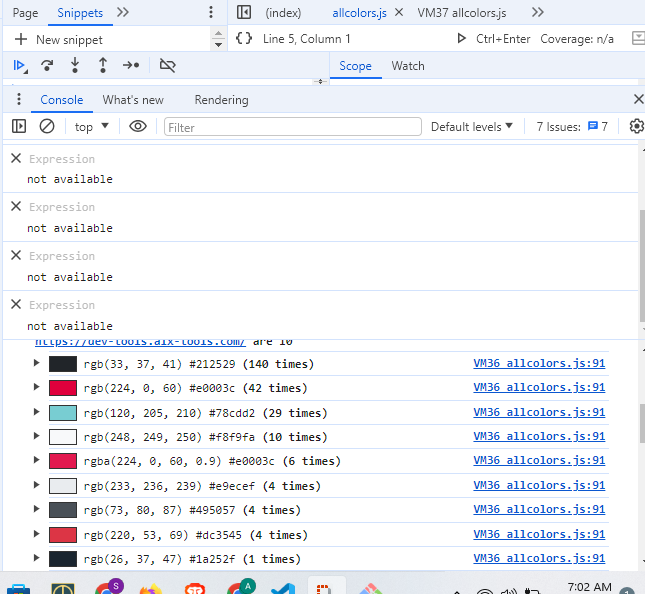 Page Snippets (index) allcolors.js VM37 allcolors.js
New snippet {} Line 5, Column 1 Ctrl+Enter Coverage: n/a
Scope Watch
Console What's new Rendering
top Filter Default levels 7 Issues: 7
Expression
not available
Expression
not available
Expression
not available
Expression
not available
https://dev-tools.alx-tools.com/ are 10
rgb(33, 37, 41) #212529 (140 times) VM36 allcolors.js:91
rgb(224, 0, 60) #e0003c (42 times) VM36 allcolors.js:91
rgb(120, 205, 210) #78cdd2 (29 times) VM36 allcolors.js:91
rgb(248, 249, 250) #f8f9fa (10 times) VM36 allcolors.js:91
rgba(224, 0, 60, 0.9) #e0003c (6 times) VM36 allcolors.js:91
rgb(233, 236, 239) #e9ecef (4 times) VM36 allcolors.js:91
rgb(73, 80, 87) #495057 (4 times) VM36 allcolors.js:91
rgb(220, 53, 69) #dc3545 (4 times) VM36 allcolors.js:91
rgb(26, 37, 47) #1a252f (1 times) VM36 allcolors.js:91
S A 7:02 AM 1